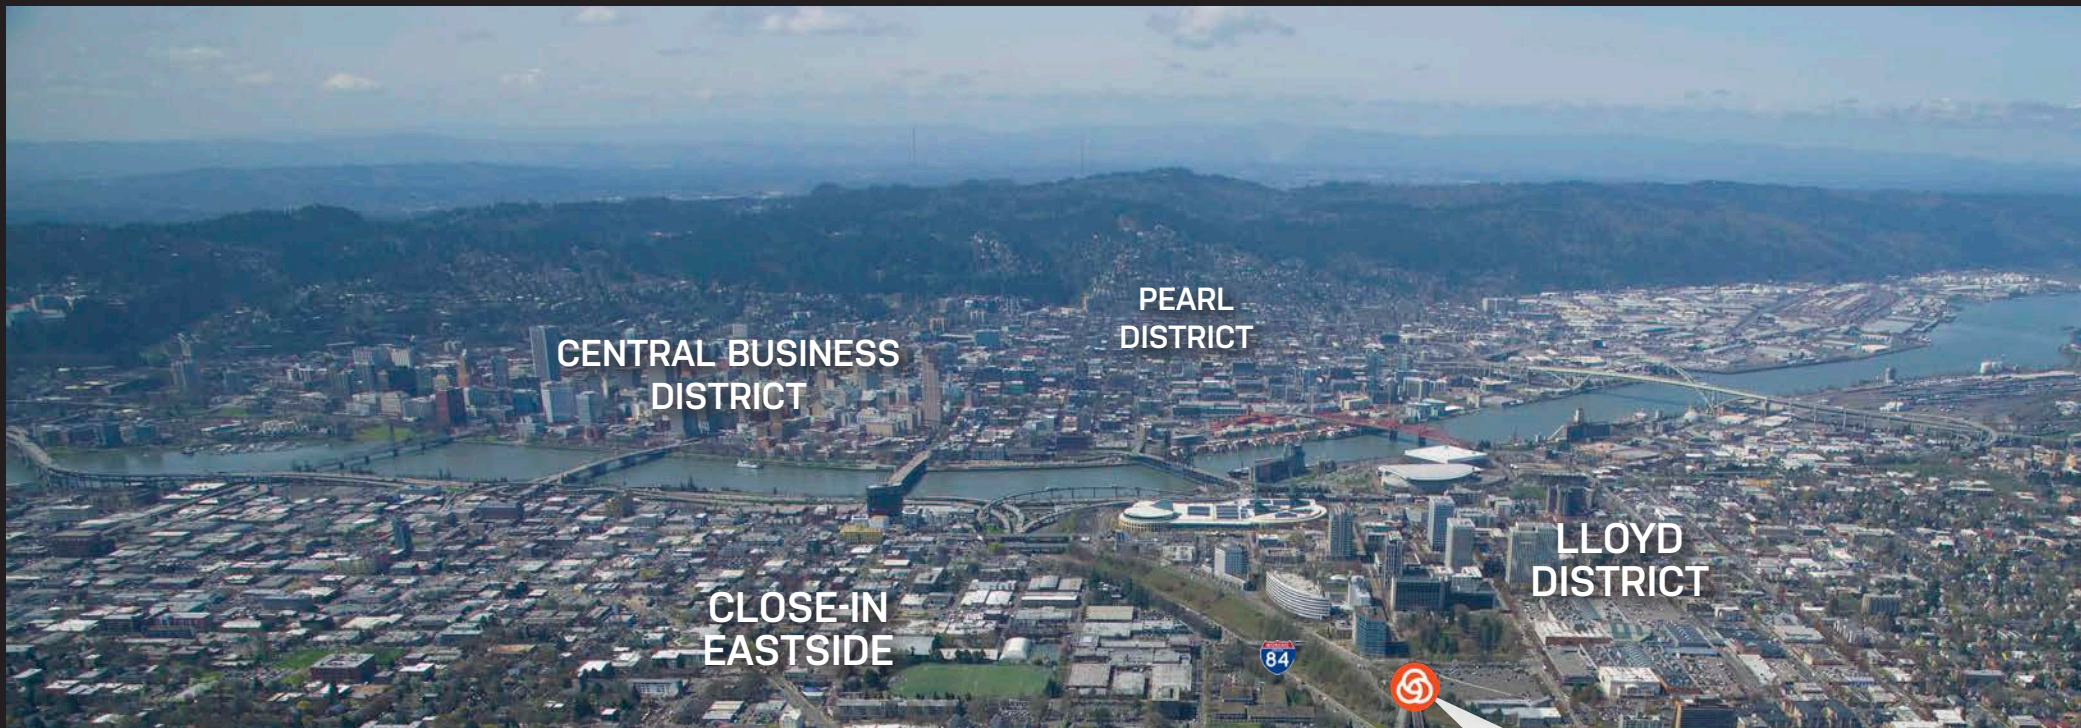 PEARL
DISTRICT
CENTRAL BUSINESS
DISTRICT
LLOYD
DISTRICT
CLOSE-IN
EASTSIDE
84